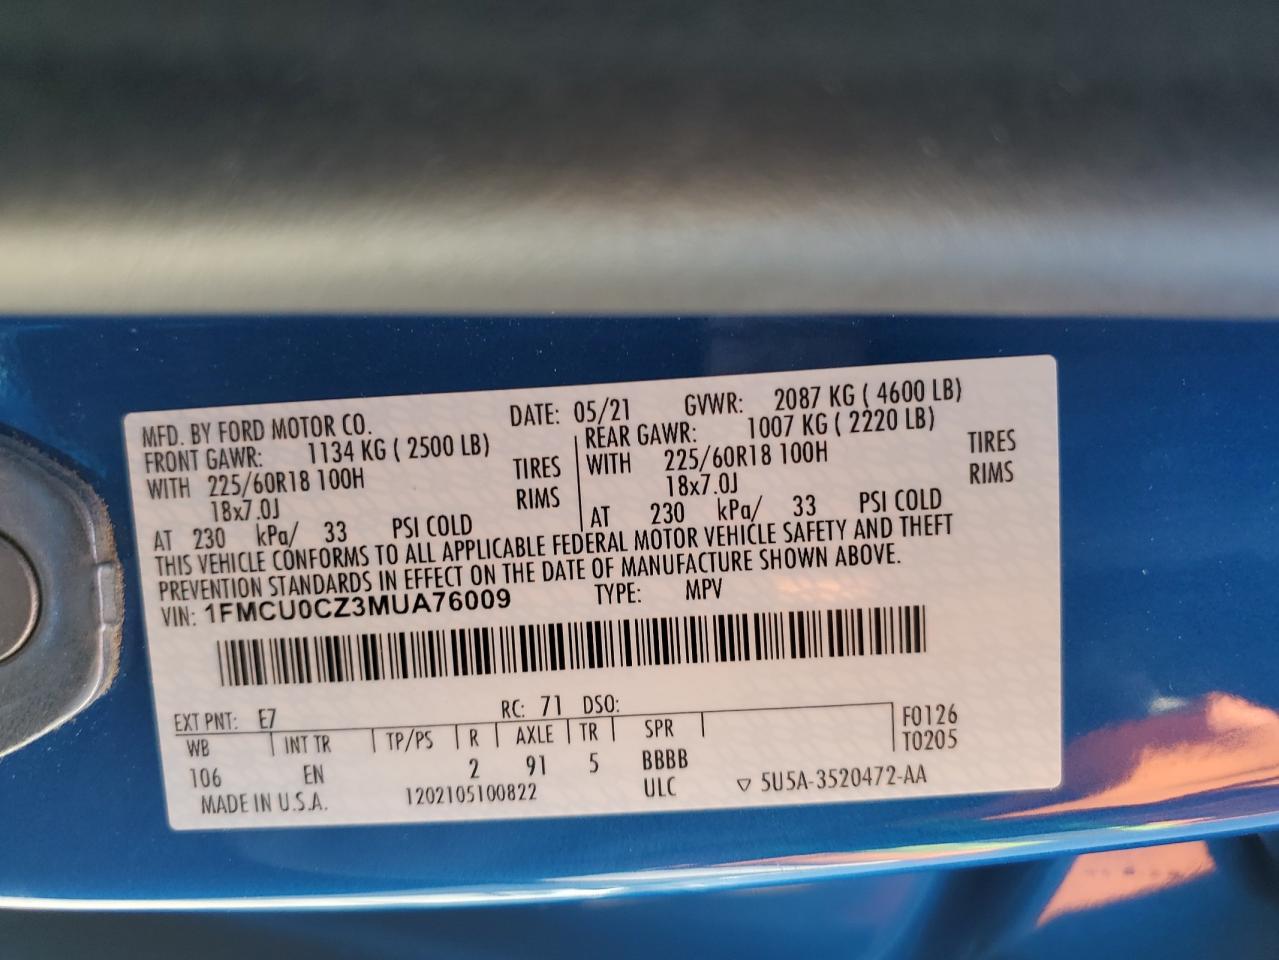 MFD. BY FORD MOTOR CO. DATE: 05/21 GVWR: 2087 KG ( 4600 LB)
FRONT GAWR: 1134 KG ( 2500 LB) REAR GAWR: 1007 KG ( 2220 LB)
WITH 225/60R18 100H TIRES WITH 225/60R18 100H TIRES
18x7.0J RIMS 18x7.0J RIMS
AT 230 kPa/ 33 PSI COLD AT 230 kPa/ 33 PSI COLD
THIS VEHICLE CONFORMS TO ALL APPLICABLE FEDERAL MOTOR VEHICLE SAFETY AND THEFT
PREVENTION STANDARDS IN EFFECT ON THE DATE OF MANUFACTURE SHOWN ABOVE.
VIN: 1FMCU0CZ3MUA76009 TYPE: MPV
EXT PNT: E7 RC: 71 DSO:
WB INT TR TP/PS R AXLE TR SPR F0126
T0205
106 EN 2 91 5 BBBB
MADE IN U.S.A. 1202105100822 ULC 5U5A-3520472-AA